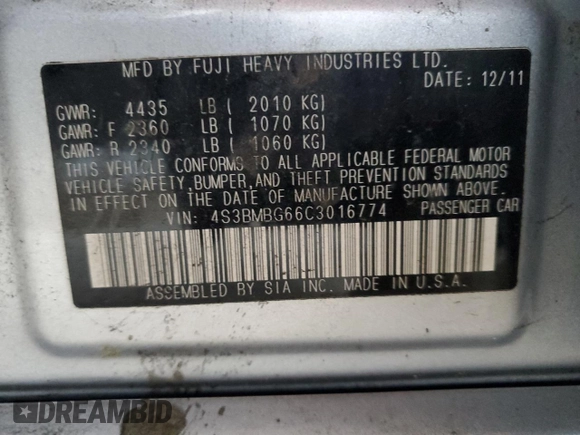 MFD BY FUJI HEAVY INDUSTRIES LTD.
DATE: 12/11
GVWR: 4435 LB ( 2010 KG)
GAWR: F 2360 LB ( 1070 KG)
GAWR: R 2340 LB ( 1060 KG)
THIS VEHICLE CONFORMS TO ALL APPLICABLE FEDERAL MOTOR
VEHICLE SAFETY,BUMPER,AND THEFT PREVENTION STANDARDS
IN EFFECT ON THE DATE OF MANUFACTURE SHOWN ABOVE.
VIN: 4S3BMBG66C3016774 PASSENGER CAR
ASSEMBLED BY SIA INC. MADE IN U.S.A.
DREAMBID